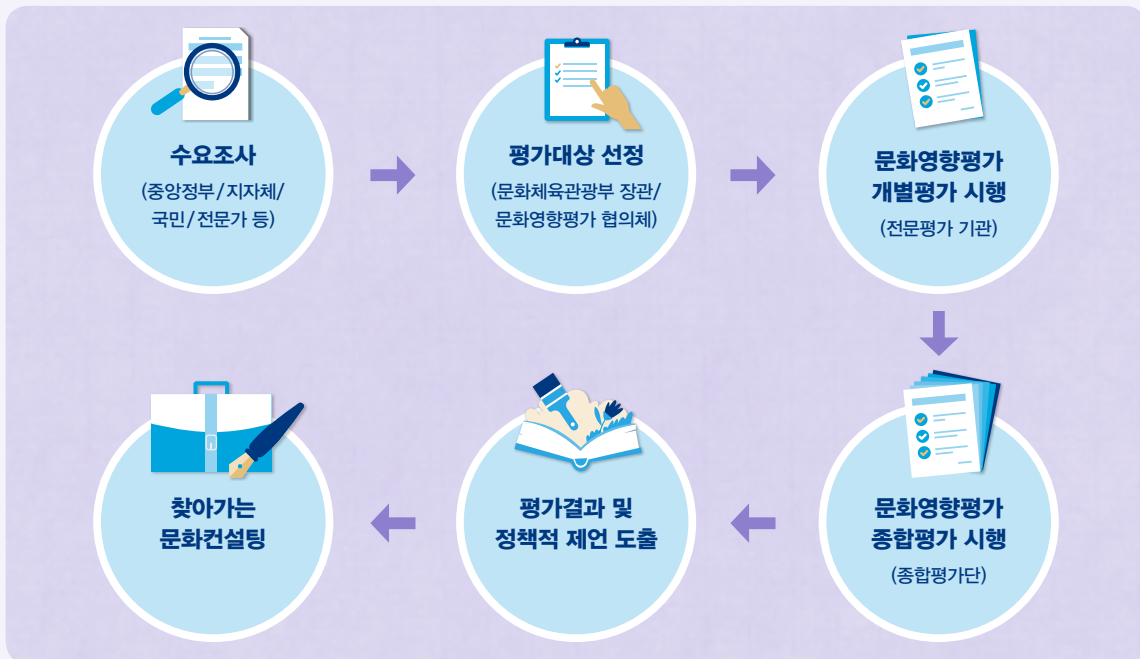 수요조사
(중앙정부/지자체/
국민/전문가 등)
평가대상 선정
(문화체육관광부 장관/
문화영향평가 협의체)
문화영향평가
개별평가 시행
(전문평가 기관)
문화영향평가
종합평가 시행
(종합평가단)
평가결과 및
정책적 제언 도출
찾아가는
문화컨설팅